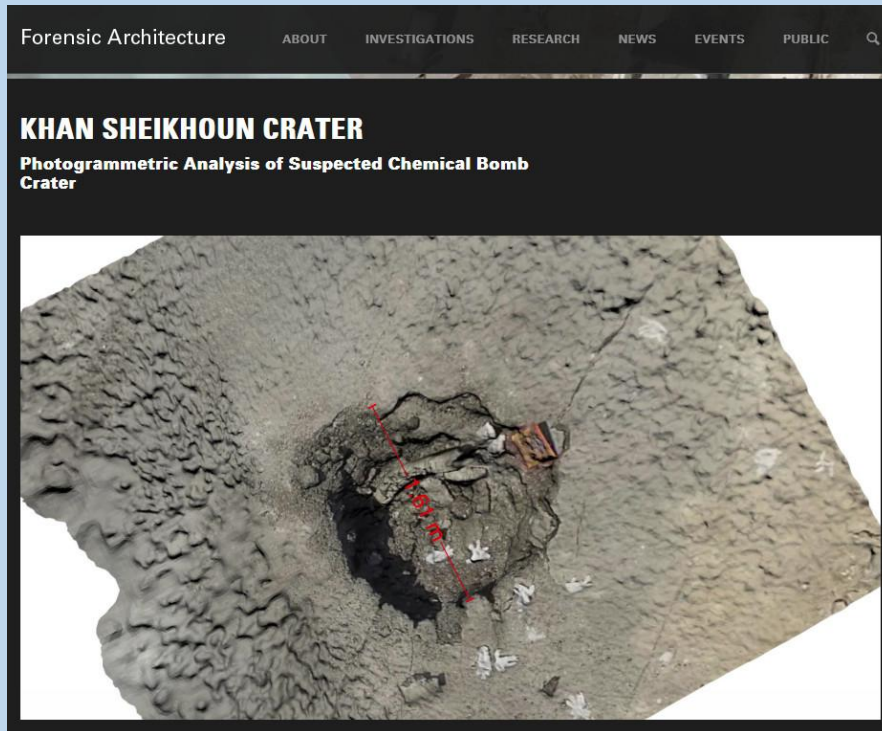 Forensic Architecture ABOUT INVESTIGATIONS RESEARCH NEWS EVENTS PUBLIC
KHAN SHEIKHOUN CRATER
Photogrammetric Analysis of Suspected Chemical Bomb
Crater
1.61 m